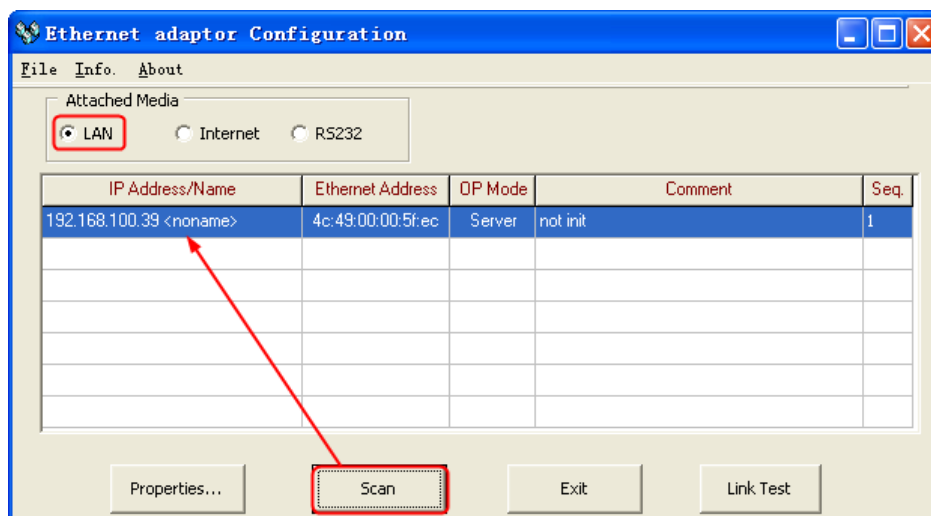 Ethernet adaptor Configuration
File Info. About
Attached Media
LAN Internet RS232
IP Address/Name Ethernet Address OP Mode Comment Seq.
192.168.100.39 <noname> 4c:49:00:00:5f:ec Server not init 1
Properties... Scan Exit Link Test